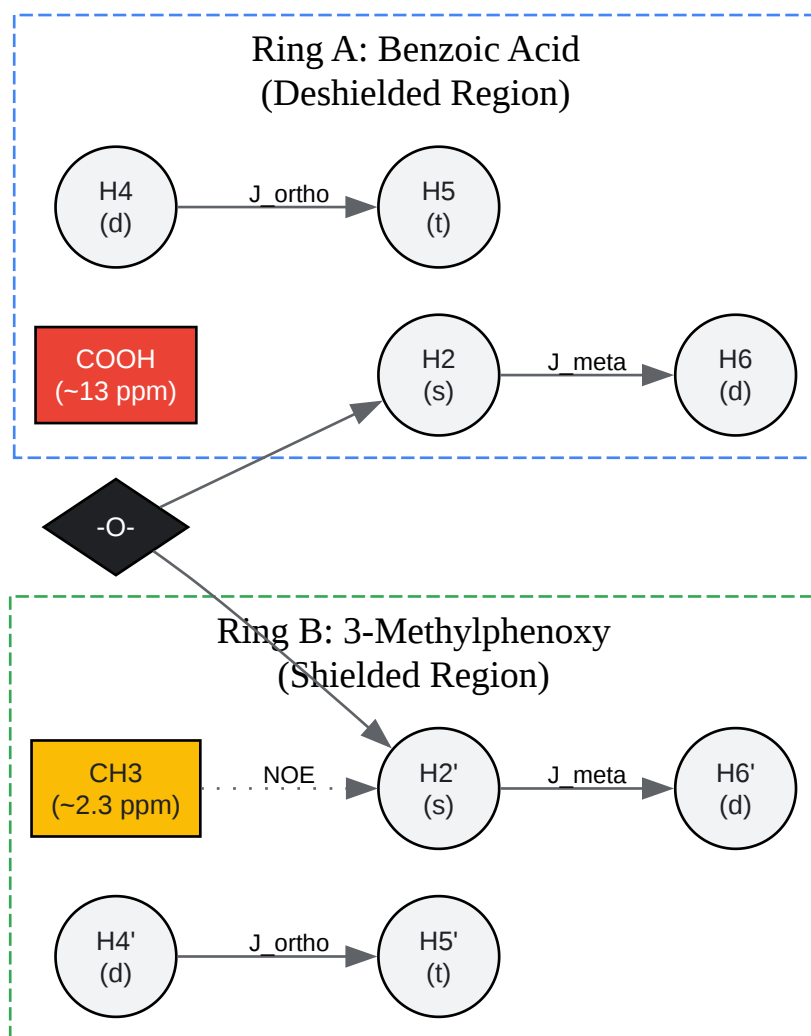 Ring A: Benzoic Acid
(Deshielded Region)
H4
(d)
J_ortho
H5
(t)
COOH
(~13 ppm)
H2
(s)
J_meta
H6
(d)
-O-
Ring B: 3-Methylphenoxy
(Shielded Region)
CH3
(~2.3 ppm)
NOE
H2'
(s)
J_meta
H6'
(d)
H4'
(d)
J_ortho
H5'
(t)